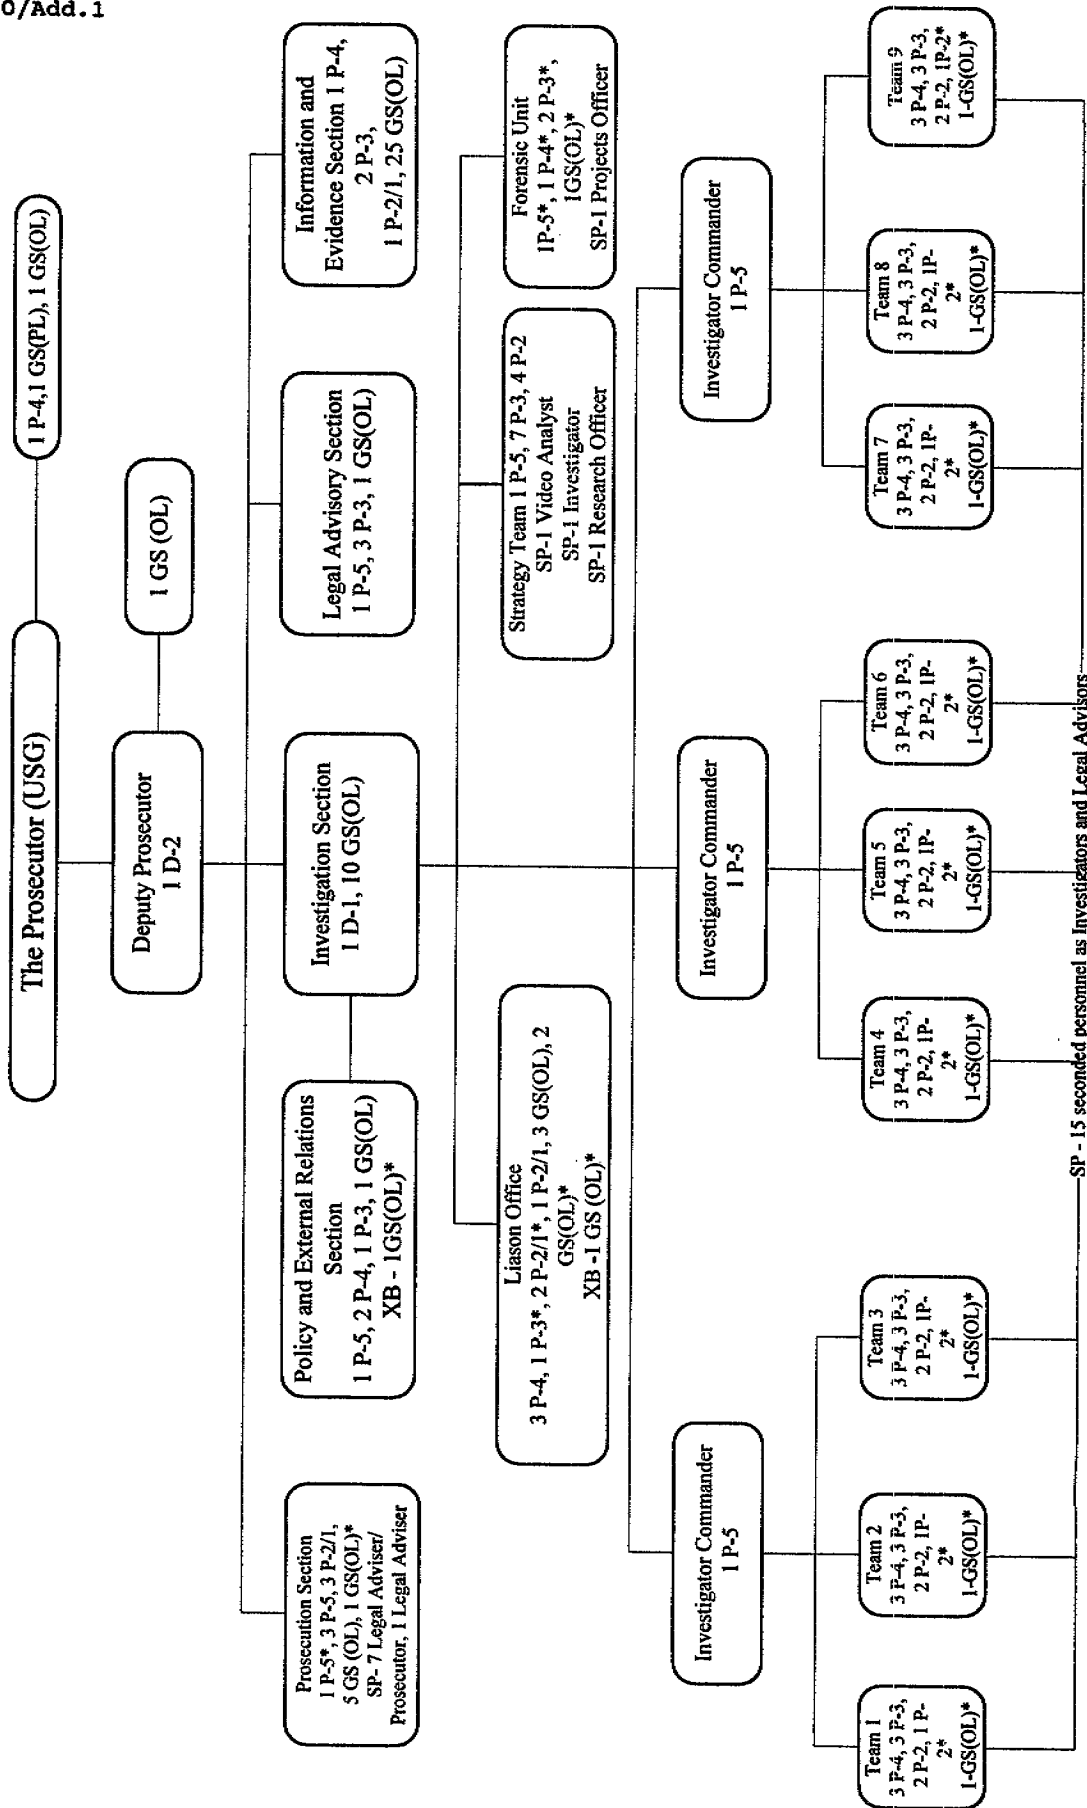 0/Add.1
The Prosecutor (USG)
1 P-4,1 GS(PL), 1 GS(OL)
Deputy Prosecutor
1 D-2
1 GS (OL)
Prosecution Section
1 P-5*, 3 P-5, 3 P-2/1,
5 GS (OL), 1 GS(OL)*
SP- 7 Legal Adviser/
Prosecutor, 1 Legal Adviser
Policy and External Relations
Section
1 P-5, 2 P-4, 1 P-3, 1 GS(OL)
XB - 1GS(OL)*
Investigation Section
1 D-1, 10 GS(OL)
Legal Advisory Section
1 P-5, 3 P-3, 1 GS(OL)
Information and
Evidence Section 1 P-4,
2 P-3,
1 P-2/1, 25 GS(OL)
Liason Office
3 P-4, 1 P-3*, 2 P-2/1*, 1 P-2/1, 3 GS(OL), 2
GS(OL)*
XB -1 GS (OL)*
Strategy Team 1 P-5, 7 P-3, 4 P-2
SP-1 Video Analyst
SP-1 Investigator
SP-1 Research Officer
Forensic Unit
1P-5*, 1 P-4*, 2 P-3*,
1GS(OL)*
SP-1 Projects Officer
Investigator Commander
1 P-5
Investigator Commander
1 P-5
Investigator Commander
1 P-5
Team 1
3 P-4, 3 P-3,
2 P-2, 1 P-
2*
1-GS(OL)*
Team 2
3 P-4, 3 P-3,
2 P-2, 1P-
2*
1-GS(OL)*
Team 3
3 P-4, 3 P-3,
2 P-2, 1P-
2*
1-GS(OL)*
Team 4
3 P-4, 3 P-3,
2 P-2, 1P-
2*
1-GS(OL)*
Team 5
3 P-4, 3 P-3,
2 P-2, 1P-
2*
1-GS(OL)*
Team 6
3 P-4, 3 P-3,
2 P-2, 1P-
2*
1-GS(OL)*
Team 7
3 P-4, 3 P-3,
2 P-2, 1P-
2*
1-GS(OL)*
Team 8
3 P-4, 3 P-3,
2 P-2, 1P-
2*
1-GS(OL)*
Team 9
3 P-4, 3 P-3,
2 P-2, 1P-2*
1-GS(OL)*
SP - 15 seconded personnel as Investigators and Legal Advisors